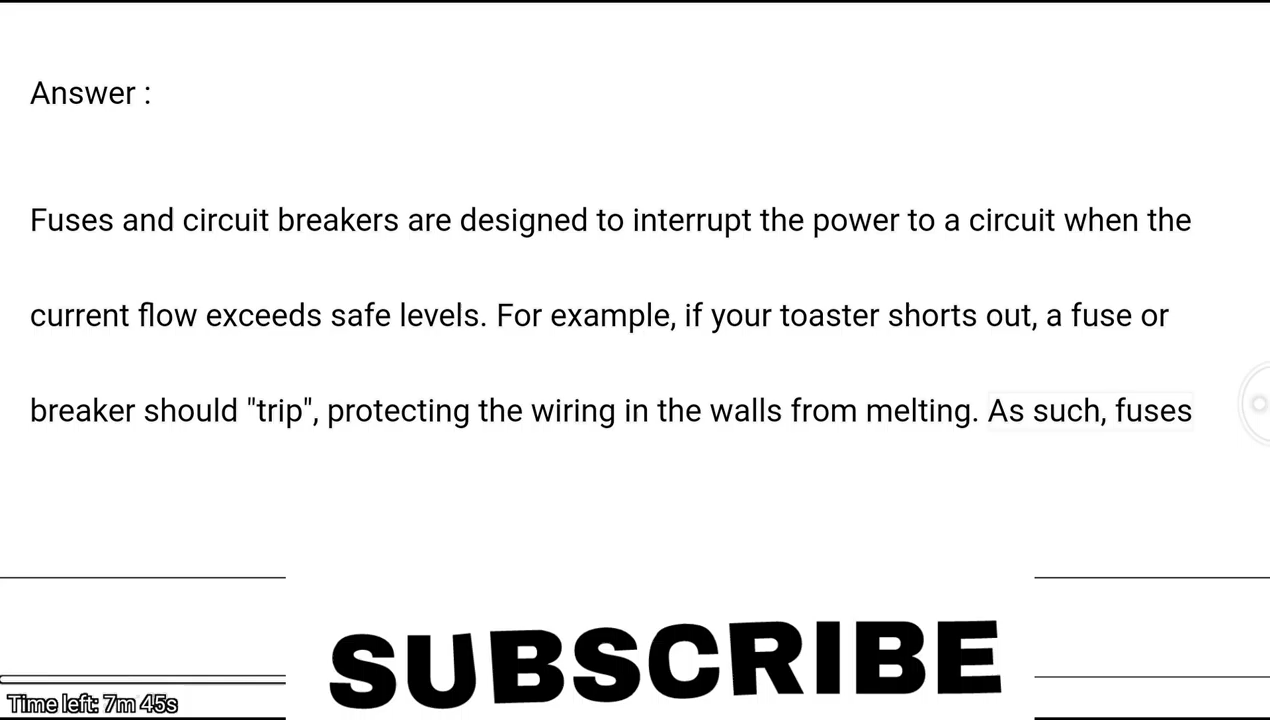 Answer :
Fuses and circuit breakers are designed to interrupt the power to a circuit when the
current flow exceeds safe levels. For example, if your toaster shorts out, a fuse or
breaker should "trip", protecting the wiring in the walls from melting. As such, fuses
SUBSCRIBE
Time left: 7m 45s